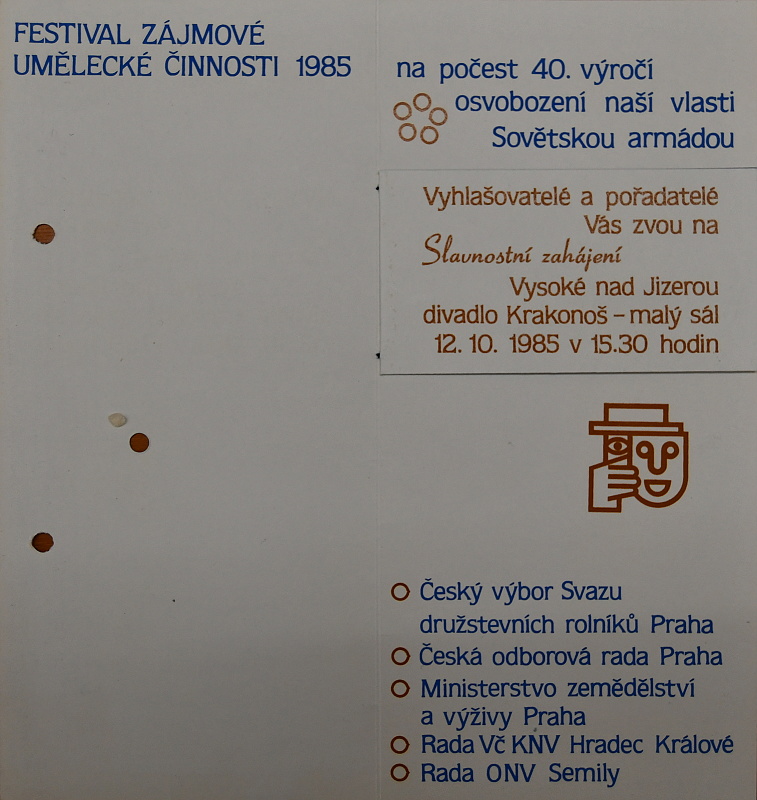 FESTIVAL ZÁJMOVÉ
UMĚLECKÉ ČINNOSTI 1985
na počest 40. výročí
osvobození naší vlasti
Sovětskou armádou
Vyhlašovatelé a pořadatelé
Vás zvou na
Slavnostní zahájení
Vysoké nad Jizerou
divadlo Krakonoš – malý sál
12. 10. 1985 v 15.30 hodin
Český výbor Svazu
družstevních rolníků Praha
Česká odborová rada Praha
Ministerstvo zemědělství
a výživy Praha
Rada Vč KNV Hradec Králové
Rada ONV Semily